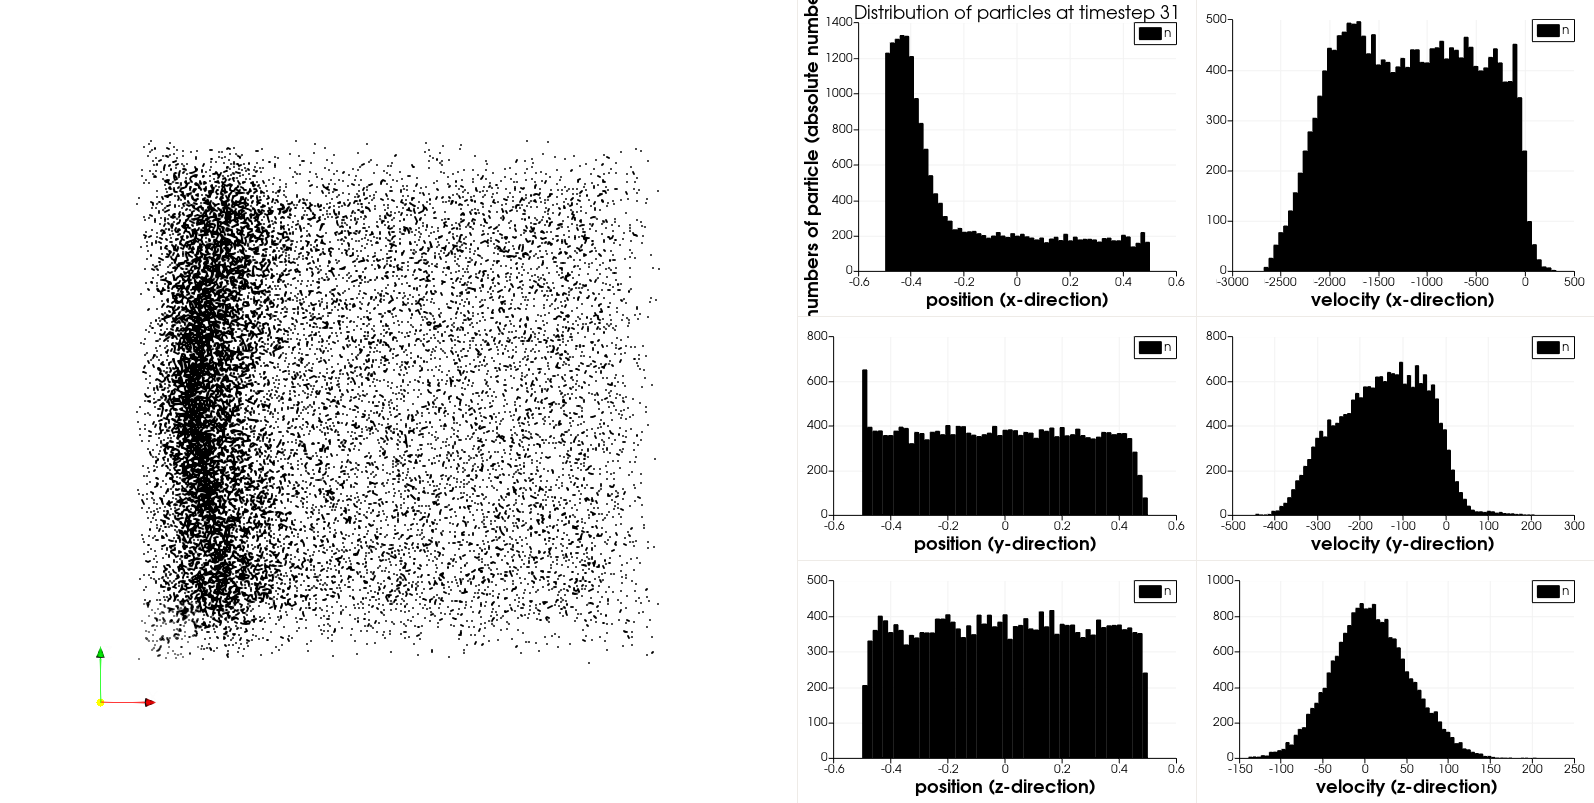 Distribution of particles at timestep 31
numbers of particle (absolute numbe
1400
1200
1000
800
600
400
200
0
-0.6 -0.4 -0.2 0 0.2 0.4 0.6
position (x-direction)
n
500
400
300
200
100
0
-3000 -2500 -2000 -1500 -1000 -500 0 500
velocity (x-direction)
n
800
600
400
200
0
-0.6 -0.4 -0.2 0 0.2 0.4 0.6
position (y-direction)
n
800
600
400
200
0
-500 -400 -300 -200 -100 0 100 200 300
velocity (y-direction)
n
500
400
300
200
100
0
-0.6 -0.4 -0.2 0 0.2 0.4 0.6
position (z-direction)
n
1000
800
600
400
200
0
-150 -100 -50 0 50 100 150 200 250
velocity (z-direction)
n